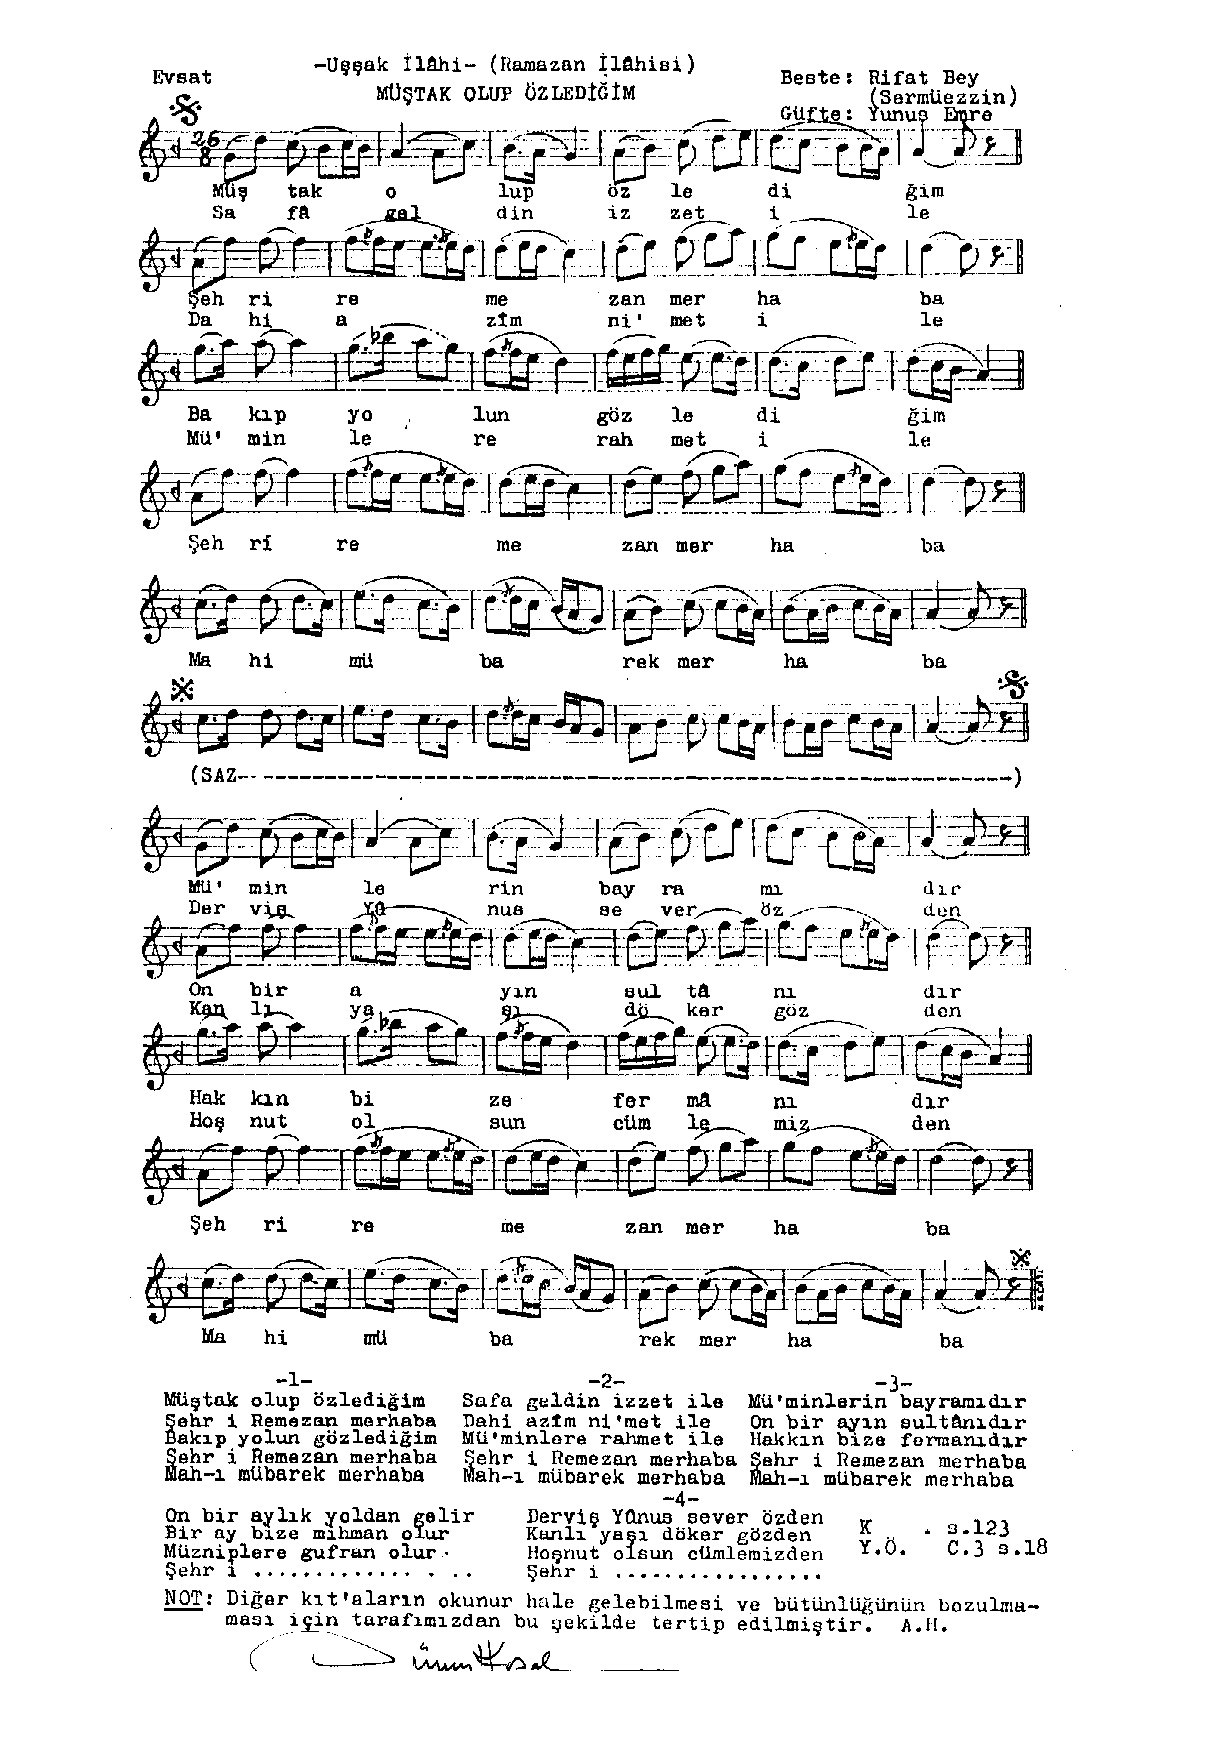 -Uşşak İlâhi- (Ramazan İlâhisi)
Evsat
MÜŞTAK OLUP ÖZLEDİĞİM
Beste: Rifat Bey
(Sermüezzin)
Güfte: Yunus Emre
26
8
Müş tak o lup öz le di ğim
Sa fâ gel din iz zet i le
Şeh ri re me zan mer ha ba
Da hi a zîm ni' met i le
Ba kıp yo lun göz le di ğim
Mü' min le re rah met i le
Şeh ri re me zan mer ha ba
Ma hi mü ba rek mer ha ba
(SAZ-- ---------------------------------------------------)
Mü' min le rin bay ra mı dır
Der viş Yû nus se ver öz den
On bir a yın sul tâ nı dır
Kan lı ya şı dö ker göz den
Hak kın bi ze fer mâ nı dır
Hoş nut ol sun cüm le miz den
Şeh ri re me zan mer ha ba
Ma hi mü ba rek mer ha ba
-1- -2- -3-
Müştak olup özlediğim Safa geldin izzet ile Mü'minlerin bayramıdır
Şehr i Remezan merhaba Dahi azîm ni'met ile On bir ayın sultânıdır
Bakıp yolun gözlediğim Mü'minlere rahmet ile Hakkın bize fermanıdır
Şehr i Remezan merhaba Şehr i Remezan merhaba Şehr i Remezan merhaba
Mah-ı mübarek merhaba Mah-ı mübarek merhaba Mah-ı mübarek merhaba
-4-
On bir aylık yoldan gelir Derviş Yûnus sever özden
Bir ay bize mihman olur Kanlı yaşı döker gözden K . s.123
Müzniplere gufran olur. Hoşnut olsun cümlemizden Y.Ö. C.3 s.18
Şehr i ............. . .. Şehr i .................
NOT: Diğer kıt'aların okunur hale gelebilmesi ve bütünlüğünün bozulma-
ması için tarafımızdan bu şekilde tertip edilmiştir. A.H.